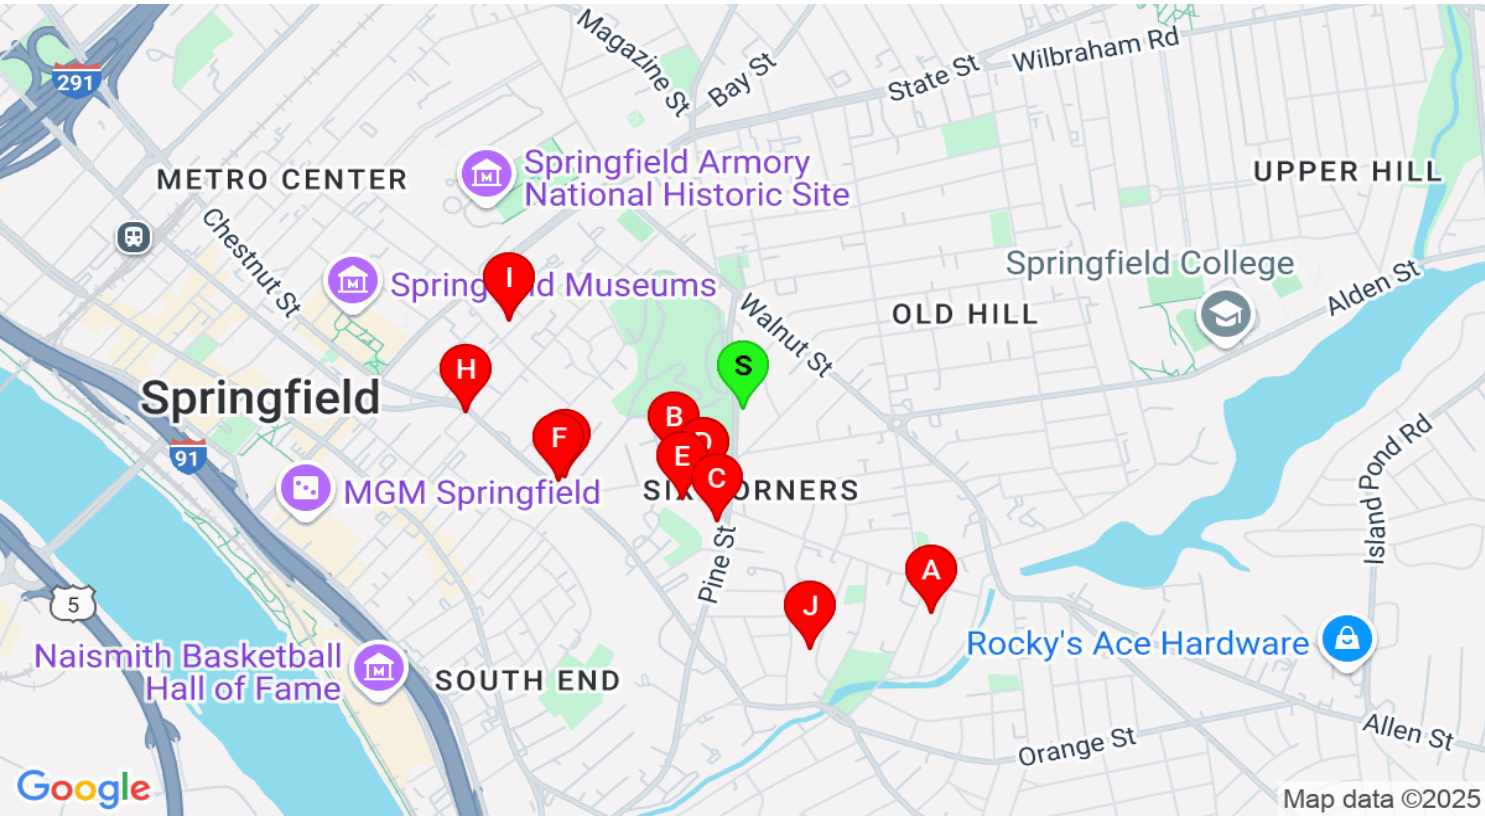 Magazine St
Bay St
State St
Wilbraham Rd
291
METRO CENTER
Springfield Armory
National Historic Site
UPPER HILL
Chestnut St
Springfield College
I
Museums
Alden St
Walnut St
OLD HILL
S
H
Springfield
B
F
E
C
91
MGM Springfield
Island Pond Rd
Pine St
A
J
5
Rocky's Ace Hardware
Naismith Basketball
Hall of Fame
SOUTH END
Allen St
Orange St
Google
Map data ©2025